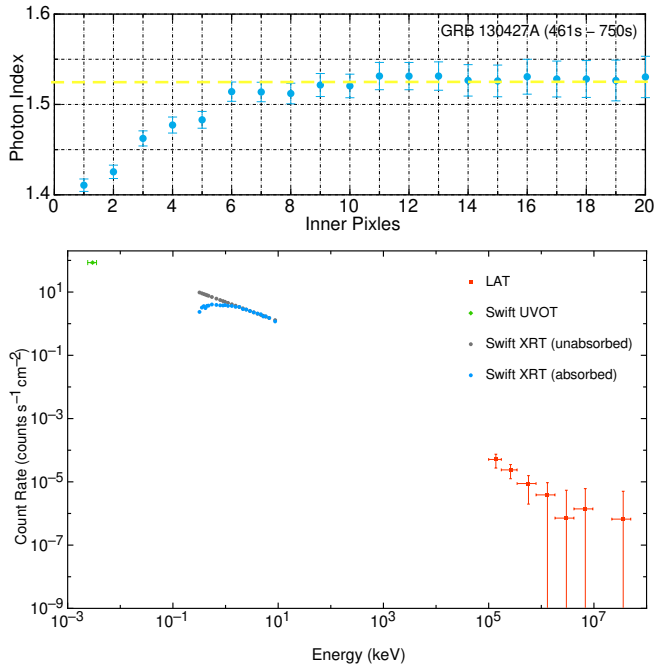 1.6
1.5
1.4
Photon Index
GRB 130427A (461s − 750s)
0 2 4 6 8 10 12 14 16 18 20
Inner Pixles
10^1
10^−1
10^−3
10^−5
10^−7
10^−9
Count Rate (counts s^−1 cm^−2)
LAT
Swift UVOT
Swift XRT (unabsorbed)
Swift XRT (absorbed)
10^−3 10^−1 10^1 10^3 10^5 10^7
Energy (keV)